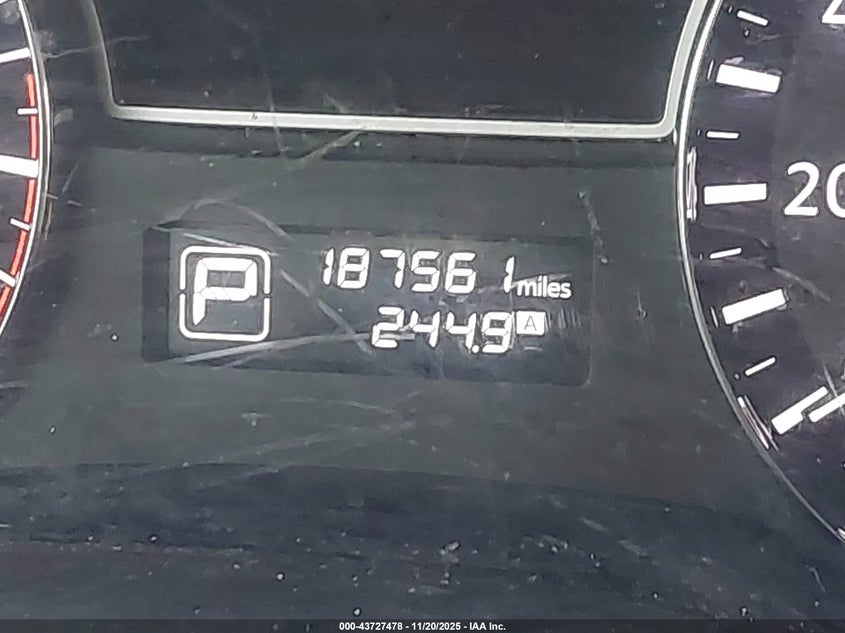 20
P
187561 miles
244.9 A
000-43727478 - 11/20/2025 - IAA Inc.